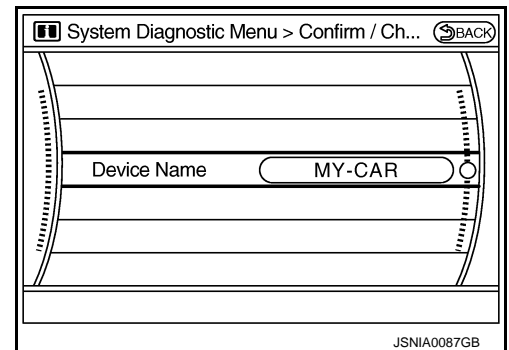 System Diagnostic Menu > Confirm / Ch... BACK
Device Name MY-CAR
JSNIA0087GB